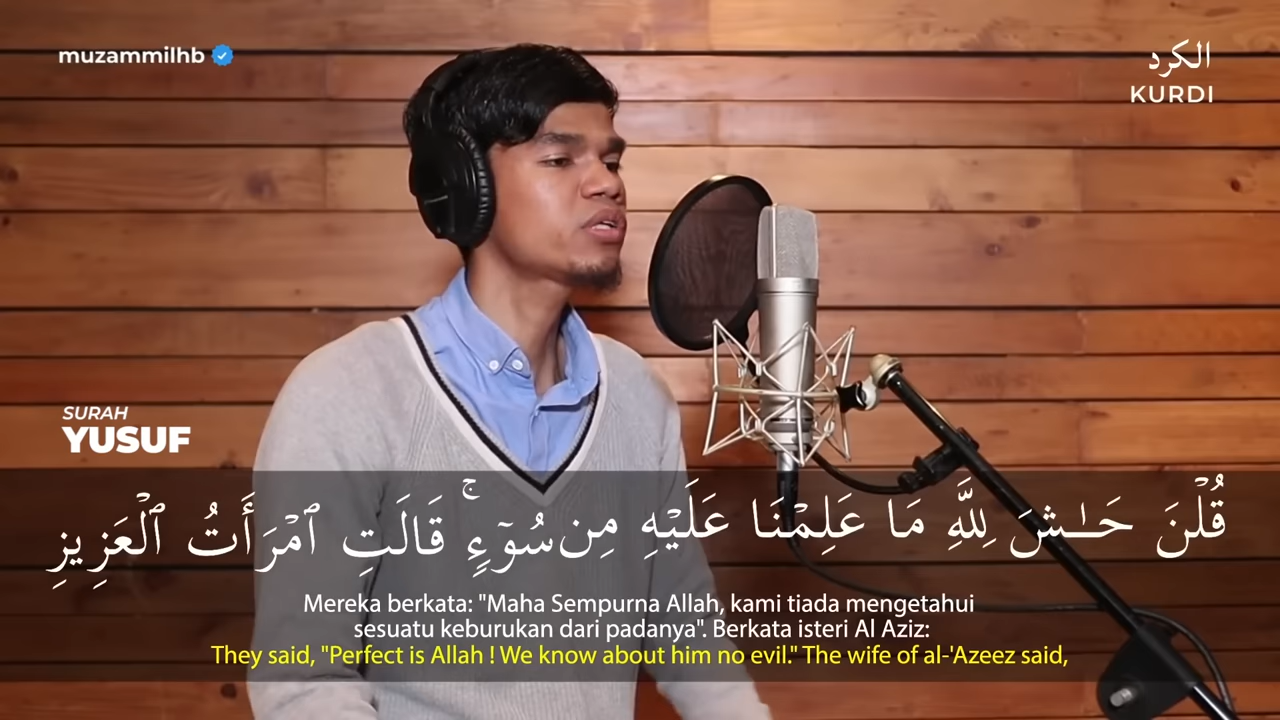 muzammilhb
الكرد
KURDI
SURAH
YUSUF
قُلْنَ حَـٰشَ لِلَّهِ مَا عَلِمْنَا عَلَيْهِ مِن سُوٓءٍۚ قَالَتِ ٱمْرَأَتُ ٱلْعَزِيزِ
Mereka berkata: "Maha Sempurna Allah, kami tiada mengetahui
sesuatu keburukan dari padanya". Berkata isteri Al Aziz:
They said, "Perfect is Allah ! We know about him no evil." The wife of al-'Azeez said,